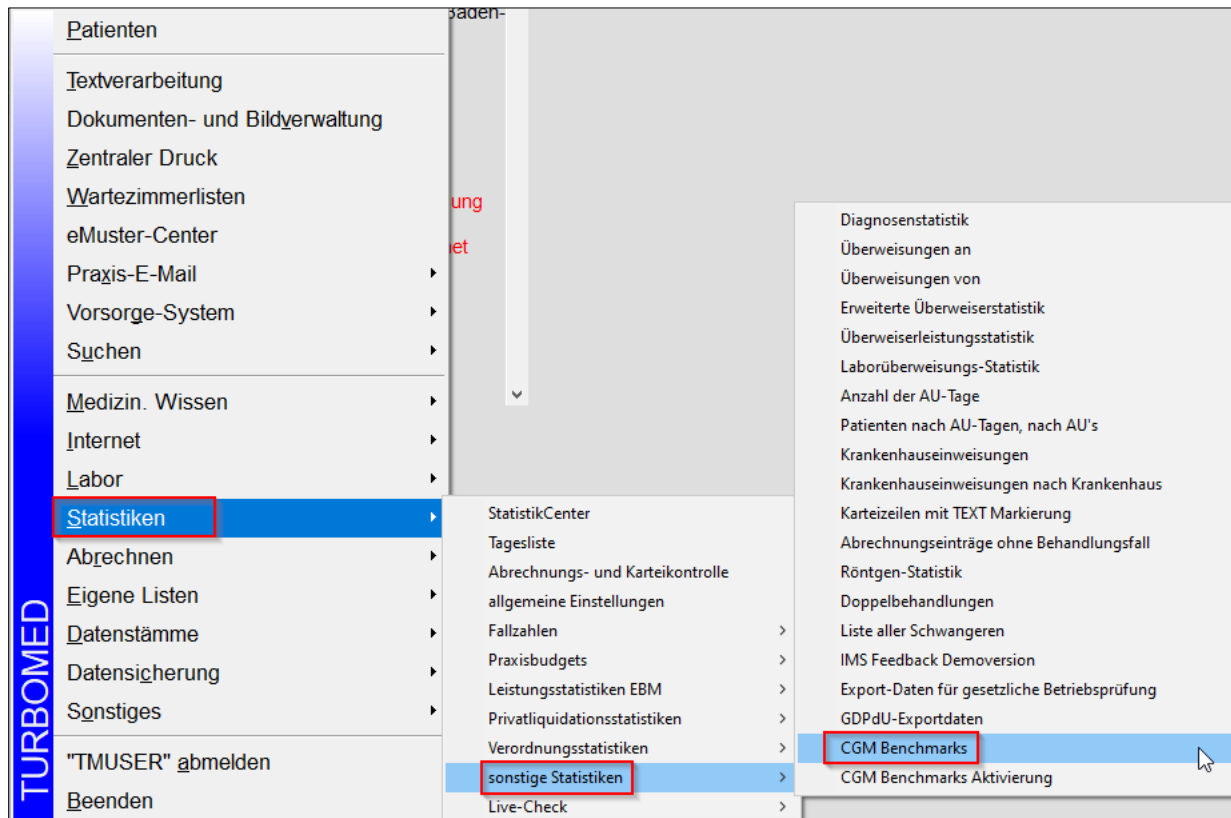 Patienten
Textverarbeitung
Dokumenten- und Bildverwaltung
Zentraler Druck
Wartezimmerlisten
eMuster-Center
Praxis-E-Mail
Vorsorge-System
Suchen
Medizin. Wissen
Internet
Labor
Statistiken
Abrechnen
Eigene Listen
Datenstämme
Datensicherung
Sonstiges
"TMUSER" abmelden
Beenden
TURBOMED
Baden-
ung
net
StatistikCenter
Tagesliste
Abrechnungs- und Karteikontrolle
allgemeine Einstellungen
Fallzahlen
Praxisbudgets
Leistungsstatistiken EBM
Privatliquidationsstatistiken
Verordnungsstatistiken
sonstige Statistiken
Live-Check
Diagnosenstatistik
Überweisungen an
Überweisungen von
Erweiterte Überweiserstatistik
Überweiserleistungsstatistik
Laborüberweisungs-Statistik
Anzahl der AU-Tage
Patienten nach AU-Tagen, nach AU's
Krankenhauseinweisungen
Krankenhauseinweisungen nach Krankenhaus
Karteizeilen mit TEXT Markierung
Abrechnungseinträge ohne Behandlungsfall
Röntgen-Statistik
Doppelbehandlungen
Liste aller Schwangeren
IMS Feedback Demoversion
Export-Daten für gesetzliche Betriebsprüfung
GDPdU-Exportdaten
CGM Benchmarks
CGM Benchmarks Aktivierung